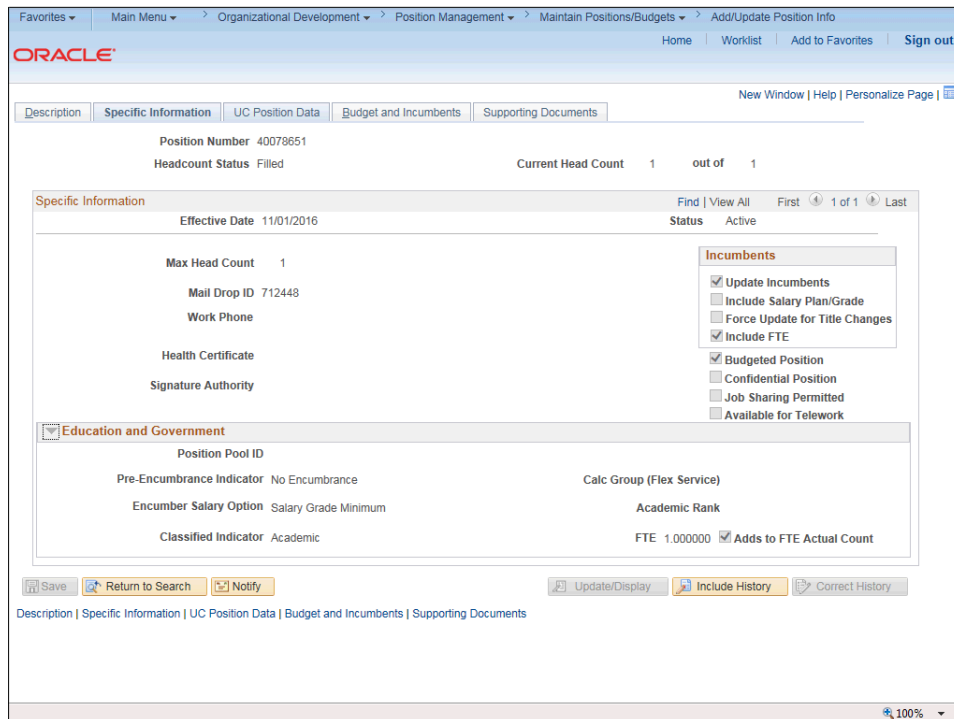 Favorites Main Menu > Organizational Development > Position Management > Maintain Positions/Budgets > Add/Update Position Info
Home | Worklist | Add to Favorites | Sign out
ORACLE
New Window | Help | Personalize Page |
Description Specific Information UC Position Data Budget and Incumbents Supporting Documents
Position Number 40078651
Headcount Status Filled Current Head Count 1 out of 1
Specific Information Find | View All First 1 of 1 Last
Effective Date 11/01/2016 Status Active
Incumbents
Max Head Count 1
Update Incumbents
Mail Drop ID 712448
Include Salary Plan/Grade
Work Phone
Force Update for Title Changes
Include FTE
Health Certificate
Budgeted Position
Confidential Position
Signature Authority
Job Sharing Permitted
Available for Telework
Education and Government
Position Pool ID
Pre-Encumbrance Indicator No Encumbrance Calc Group (Flex Service)
Encumber Salary Option Salary Grade Minimum Academic Rank
Classified Indicator Academic FTE 1.000000 Adds to FTE Actual Count
Save Return to Search Notify Update/Display Include History Correct History
Description | Specific Information | UC Position Data | Budget and Incumbents | Supporting Documents
100%